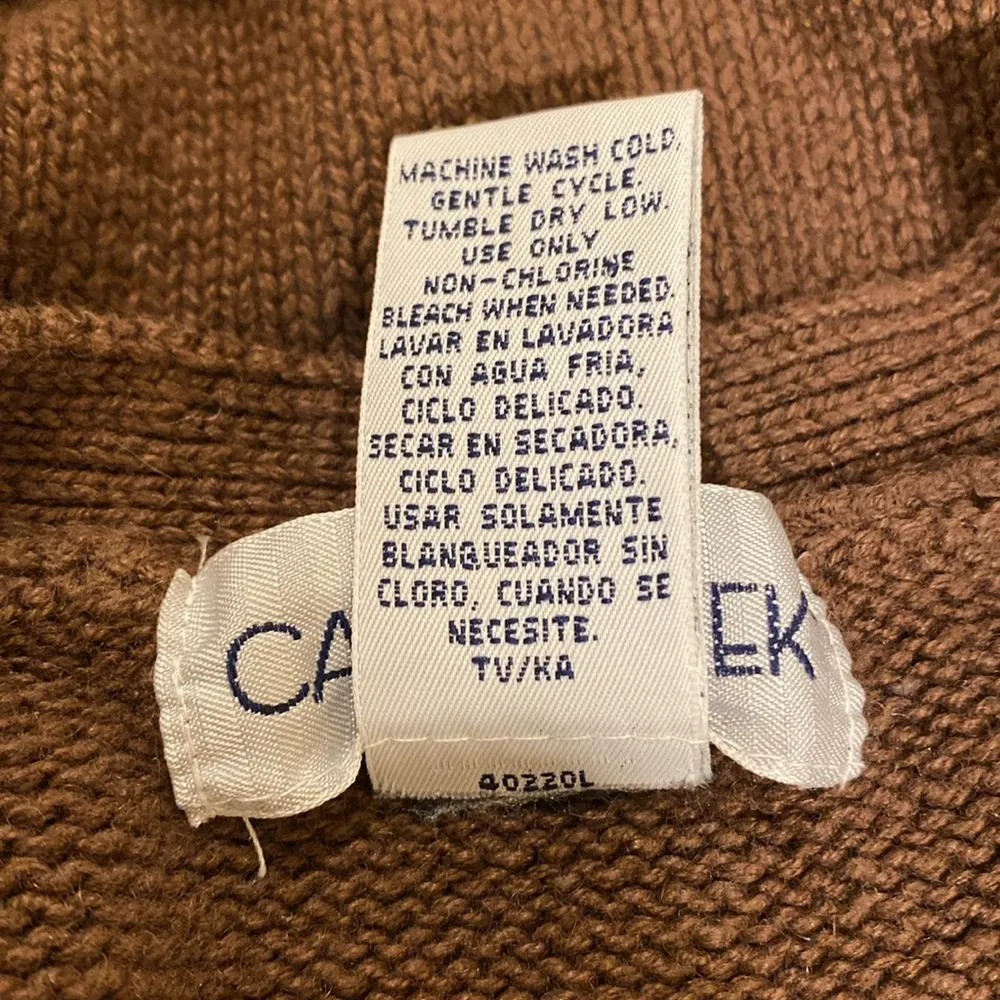 MACHINE WASH COLD,
GENTLE CYCLE.
TUMBLE DRY LOW.
USE ONLY
NON-CHLORINE
BLEACH WHEN NEEDED.
LAVAR EN LAVADORA
CON AGUA FRIA,
CICLO DELICADO.
SECAR EN SECADORA,
CICLO DELICADO.
USAR SOLAMENTE
BLANQUEADOR SIN
CLORO, CUANDO SE
NECESITE.
TV/KA
CA EK
40220L